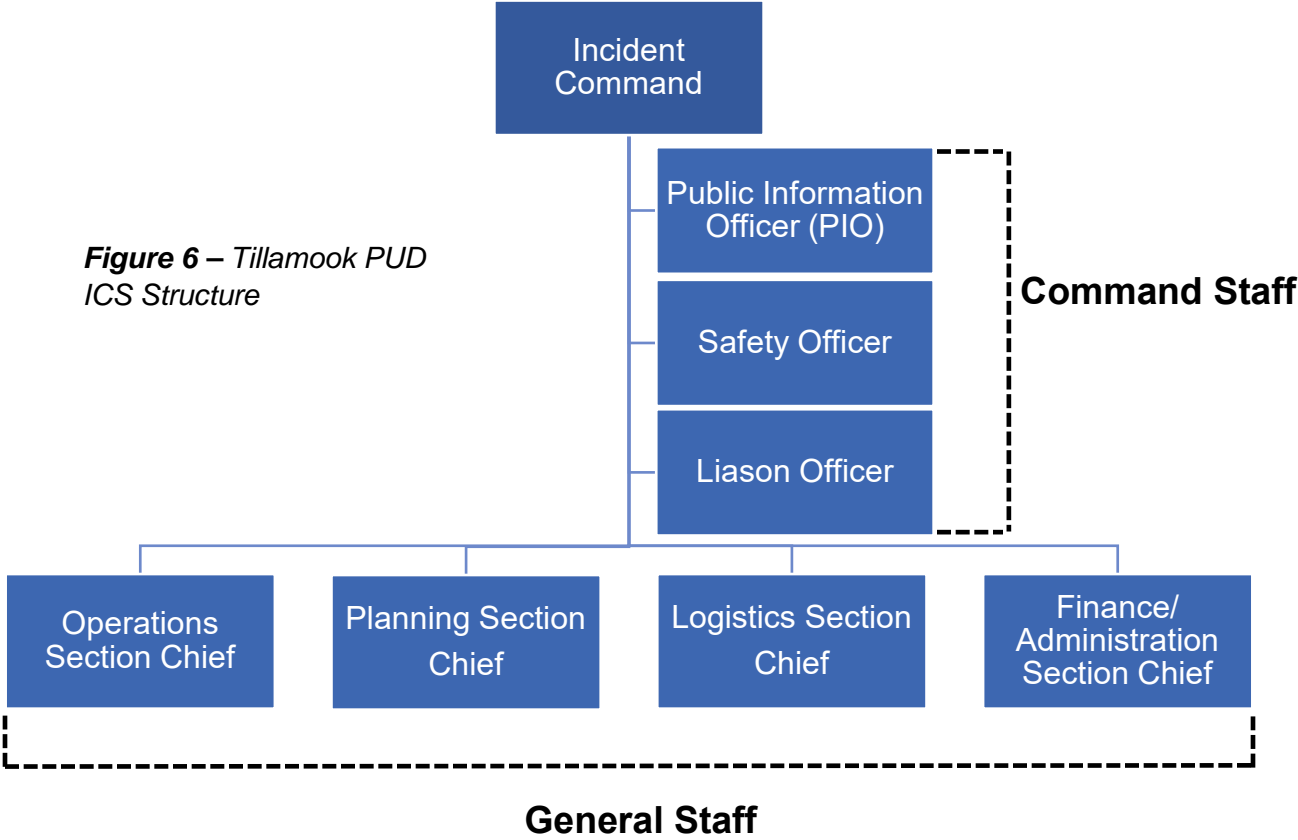 Incident
Command
Public Information
Officer (PIO)
Figure 6 – Tillamook PUD
ICS Structure
Command Staff
Safety Officer
Liason Officer
Operations
Section Chief
Planning Section
Chief
Logistics Section
Chief
Finance/
Administration
Section Chief
General Staff